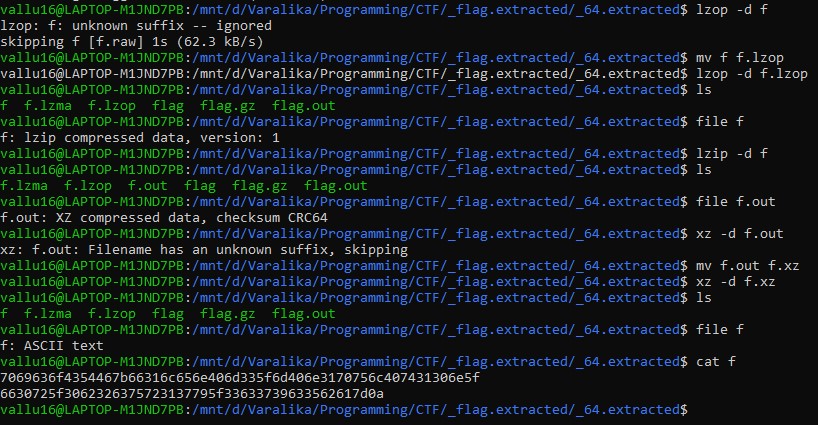 vallu16@LAPTOP-M1JND7PB:/mnt/d/Varalika/Programming/CTF/_flag.extracted/_64.extracted$ lzop -d f
lzop: f: unknown suffix -- ignored
skipping f [f.raw] 1s (62.3 kB/s)
vallu16@LAPTOP-M1JND7PB:/mnt/d/Varalika/Programming/CTF/_flag.extracted/_64.extracted$ mv f f.lzop
vallu16@LAPTOP-M1JND7PB:/mnt/d/Varalika/Programming/CTF/_flag.extracted/_64.extracted$ lzop -d f.lzop
vallu16@LAPTOP-M1JND7PB:/mnt/d/Varalika/Programming/CTF/_flag.extracted/_64.extracted$ ls
f f.lzma f.lzop flag flag.gz flag.out
vallu16@LAPTOP-M1JND7PB:/mnt/d/Varalika/Programming/CTF/_flag.extracted/_64.extracted$ file f
f: lzip compressed data, version: 1
vallu16@LAPTOP-M1JND7PB:/mnt/d/Varalika/Programming/CTF/_flag.extracted/_64.extracted$ lzip -d f
vallu16@LAPTOP-M1JND7PB:/mnt/d/Varalika/Programming/CTF/_flag.extracted/_64.extracted$ ls
f.lzma f.lzop f.out flag flag.gz flag.out
vallu16@LAPTOP-M1JND7PB:/mnt/d/Varalika/Programming/CTF/_flag.extracted/_64.extracted$ file f.out
f.out: XZ compressed data, checksum CRC64
vallu16@LAPTOP-M1JND7PB:/mnt/d/Varalika/Programming/CTF/_flag.extracted/_64.extracted$ xz -d f.out
xz: f.out: Filename has an unknown suffix, skipping
vallu16@LAPTOP-M1JND7PB:/mnt/d/Varalika/Programming/CTF/_flag.extracted/_64.extracted$ mv f.out f.xz
vallu16@LAPTOP-M1JND7PB:/mnt/d/Varalika/Programming/CTF/_flag.extracted/_64.extracted$ xz -d f.xz
vallu16@LAPTOP-M1JND7PB:/mnt/d/Varalika/Programming/CTF/_flag.extracted/_64.extracted$ ls
f f.lzma f.lzop flag flag.gz flag.out
vallu16@LAPTOP-M1JND7PB:/mnt/d/Varalika/Programming/CTF/_flag.extracted/_64.extracted$ file f
f: ASCII text
vallu16@LAPTOP-M1JND7PB:/mnt/d/Varalika/Programming/CTF/_flag.extracted/_64.extracted$ cat f
7069636f4354467b66316c656e406d335f6d406e3170756c407431306e5f
6630725f3062326375723137795f33633739633562617d0a
vallu16@LAPTOP-M1JND7PB:/mnt/d/Varalika/Programming/CTF/_flag.extracted/_64.extracted$